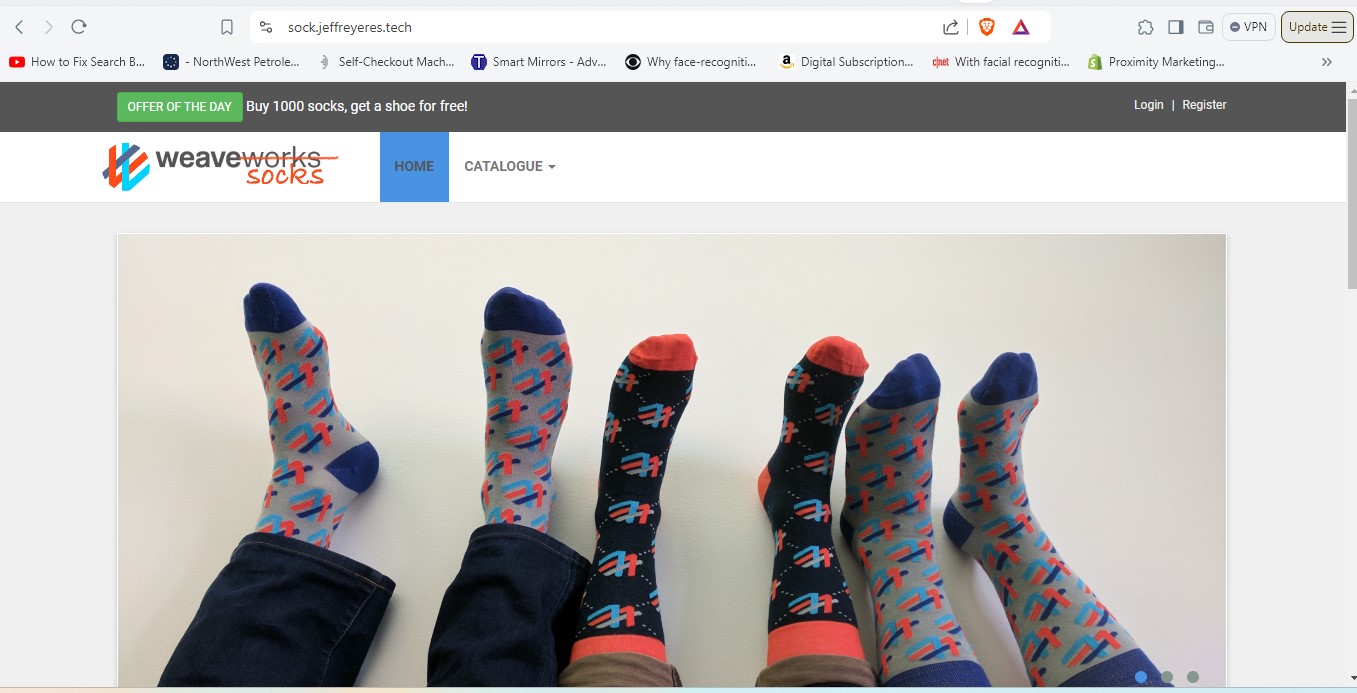 sock.jeffreyeres.tech
VPN
Update
How to Fix Search B...
- NorthWest Petrole...
Self-Checkout Mach...
Smart Mirrors - Adv...
Why face-recogniti...
Digital Subscription...
With facial recogniti...
Proximity Marketing...
OFFER OF THE DAY Buy 1000 socks, get a shoe for free!
Login | Register
weaveworks
socks
HOME
CATALOGUE